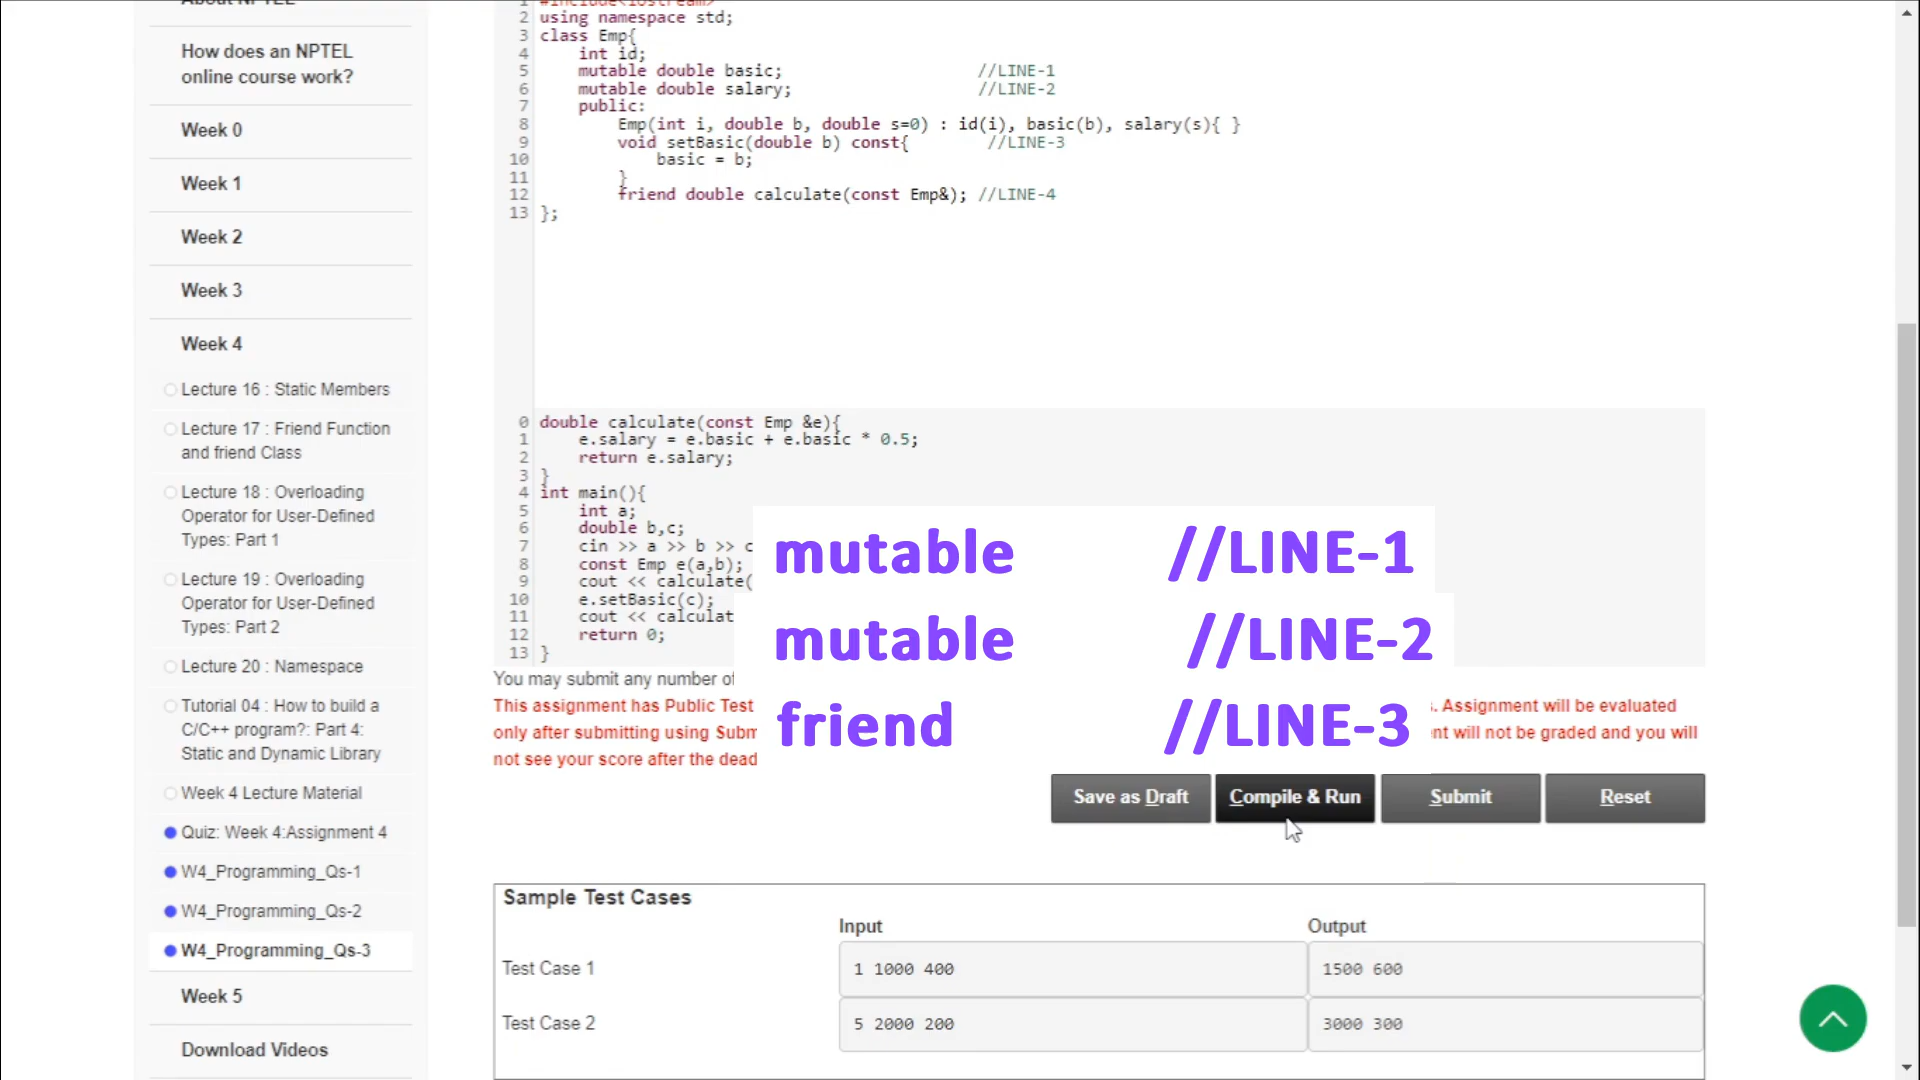 About NPTEL
How does an NPTEL
online course work?
Week 0
Week 1
Week 2
Week 3
Week 4
Lecture 16 : Static Members
Lecture 17 : Friend Function
and friend Class
Lecture 18 : Overloading
Operator for User-Defined
Types: Part 1
Lecture 19 : Overloading
Operator for User-Defined
Types: Part 2
Lecture 20 : Namespace
Tutorial 04 : How to build a
C/C++ program?: Part 4:
Static and Dynamic Library
Week 4 Lecture Material
Quiz: Week 4:Assignment 4
W4_Programming_Qs-1
W4_Programming_Qs-2
W4_Programming_Qs-3
Week 5
Download Videos
1 #include<iostream>
2 using namespace std;
3 class Emp{
4 int id;
5 mutable double basic; //LINE-1
6 mutable double salary; //LINE-2
7 public:
8 Emp(int i, double b, double s=0) : id(i), basic(b), salary(s){ }
9 void setBasic(double b) const{ //LINE-3
10 basic = b;
11 }
12 friend double calculate(const Emp&); //LINE-4
13 };
0 double calculate(const Emp &e){
1 e.salary = e.basic + e.basic * 0.5;
2 return e.salary;
3 }
4 int main(){
5 int a;
6 double b,c;
7 cin >> a >> b >> c
8 const Emp e(a,b);
9 cout << calculate(
10 e.setBasic(c);
11 cout << calculat
12 return 0;
13 }
mutable //LINE-1
mutable //LINE-2
friend //LINE-3
You may submit any number of
This assignment has Public Test . Assignment will be evaluated
only after submitting using Subm nt will not be graded and you will
not see your score after the dead
Save as Draft Compile & Run Submit Reset
Sample Test Cases
Input Output
Test Case 1 1 1000 400 1500 600
Test Case 2 5 2000 200 3000 300